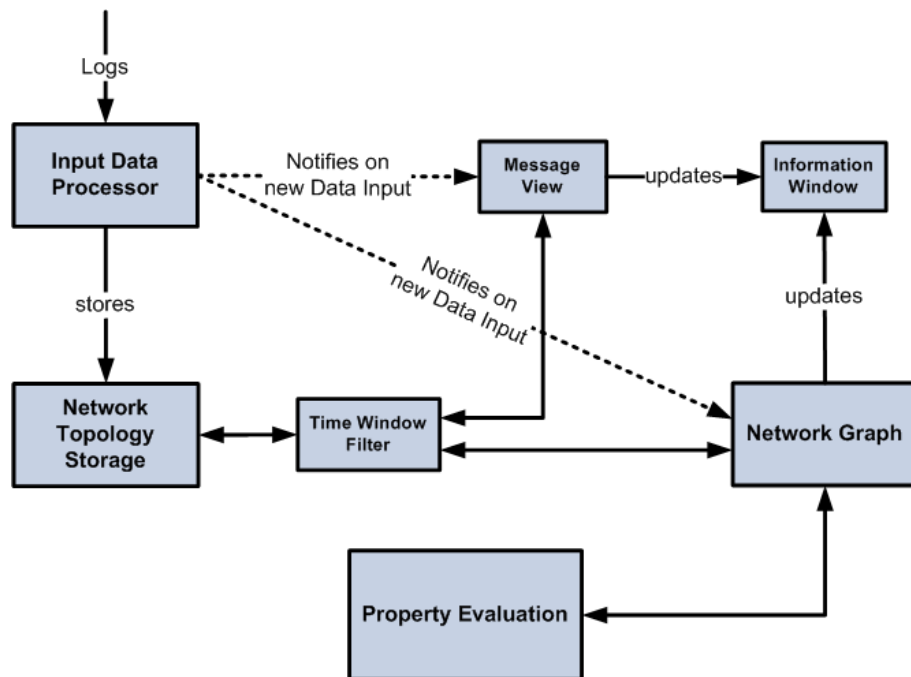 Logs
Input Data
Processor
Notifies on
new Data Input
Message
View
updates
Information
Window
Notifies on
new Data Input
stores
updates
Network
Topology
Storage
Time Window
Filter
Network Graph
Property Evaluation